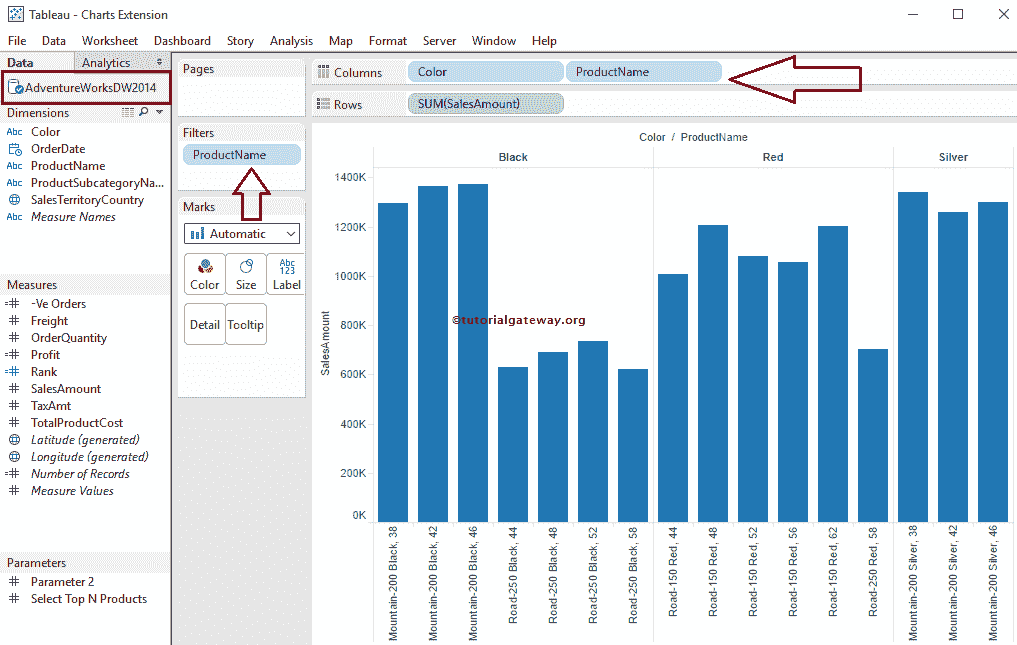 Tableau - Charts Extension
File Data Worksheet Dashboard Story Analysis Map Format Server Window Help
Data Analytics
AdventureWorksDW2014
Dimensions
Abc Color
OrderDate
Abc ProductName
Abc ProductSubcategoryNa...
SalesTerritoryCountry
Abc Measure Names
Measures
-Ve Orders
Freight
OrderQuantity
Profit
Rank
SalesAmount
TaxAmt
TotalProductCost
Latitude (generated)
Longitude (generated)
Number of Records
Measure Values
Parameters
Parameter 2
Select Top N Products
Pages
Filters
ProductName
Marks
Automatic
Color Size Abc 123 Label
Detail Tooltip
Columns Color ProductName
Rows SUM(SalesAmount)
Color / ProductName
Black Red Silver
SalesAmount
1400K
1200K
1000K
800K
600K
400K
200K
0K
©tutorialgateway.org
Mountain-200 Black, 38
Mountain-200 Black, 42
Mountain-200 Black, 46
Road-250 Black, 44
Road-250 Black, 48
Road-250 Black, 52
Road-250 Black, 58
Road-150 Red, 44
Road-150 Red, 48
Road-150 Red, 52
Road-150 Red, 56
Road-150 Red, 62
Road-250 Red, 58
Mountain-200 Silver, 38
Mountain-200 Silver, 42
Mountain-200 Silver, 46